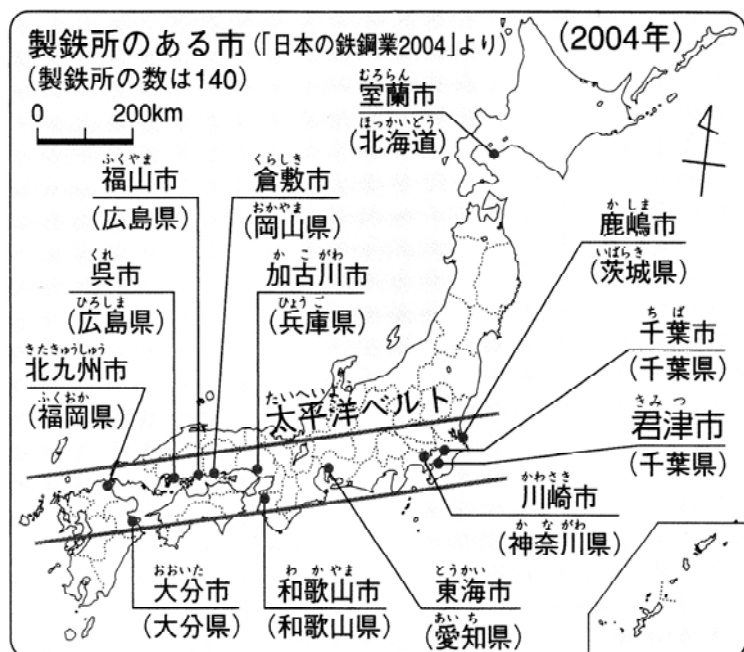 製鉄所のある市(「日本の鉄鋼業2004」より)
(2004年)
(製鉄所の数は140)
0 200km
むろらん
室蘭市
ほっかいどう
(北海道)
ふくやま
福山市
(広島県)
くらしき
倉敷市
おかやま
(岡山県)
かしま
鹿嶋市
いばらき
(茨城県)
くれ
呉市
ひろしま
(広島県)
かこがわ
加古川市
ひょうご
(兵庫県)
ちば
千葉市
(千葉県)
きたきゅうしゅう
北九州市
ふくおか
(福岡県)
たいへいよう
太平洋ベルト
きみつ
君津市
(千葉県)
かわさき
川崎市
かながわ
(神奈川県)
おおいた
大分市
(大分県)
わかやま
和歌山市
(和歌山県)
とうかい
東海市
あいち
(愛知県)